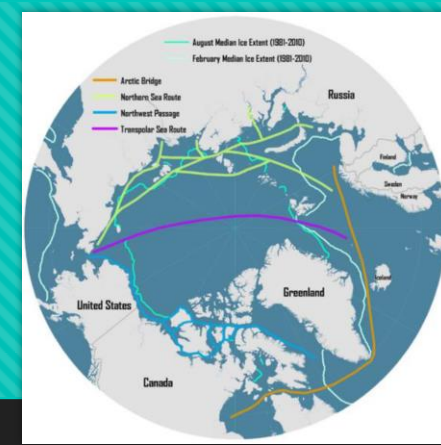 August Median Ice Extent (1981-2010)
February Median Ice Extent (1981-2010)
Arctic Bridge
Northern Sea Route
Northwest Passage
Transpolar Sea Route
Russia
Finland
Sweden
Norway
Iceland
Greenland
United States
Canada